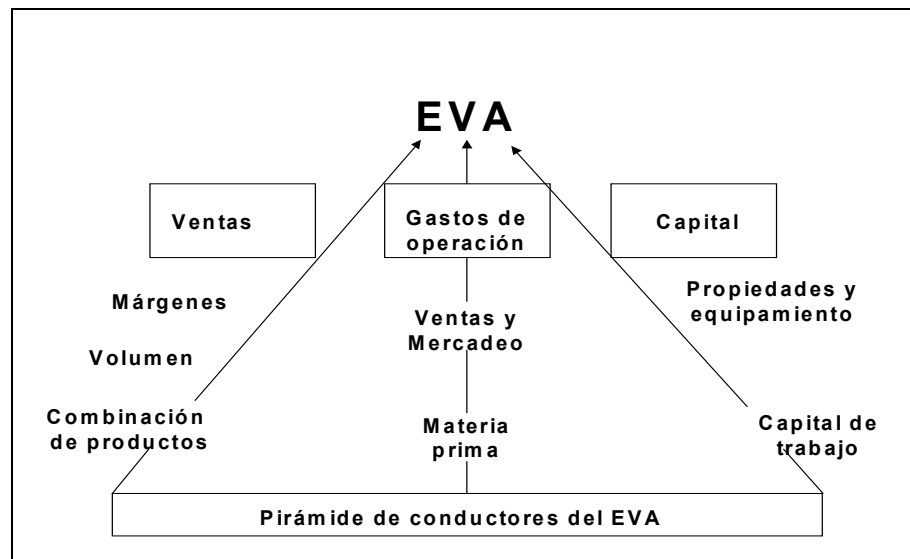 EVA
Ventas
Gastos de
operación
Capital
Márgenes
Volumen
Combinación
de productos
Ventas y
Mercadeo
Materia
prima
Propiedades y
equipamiento
Capital de
trabajo
Pirámide de conductores del EVA